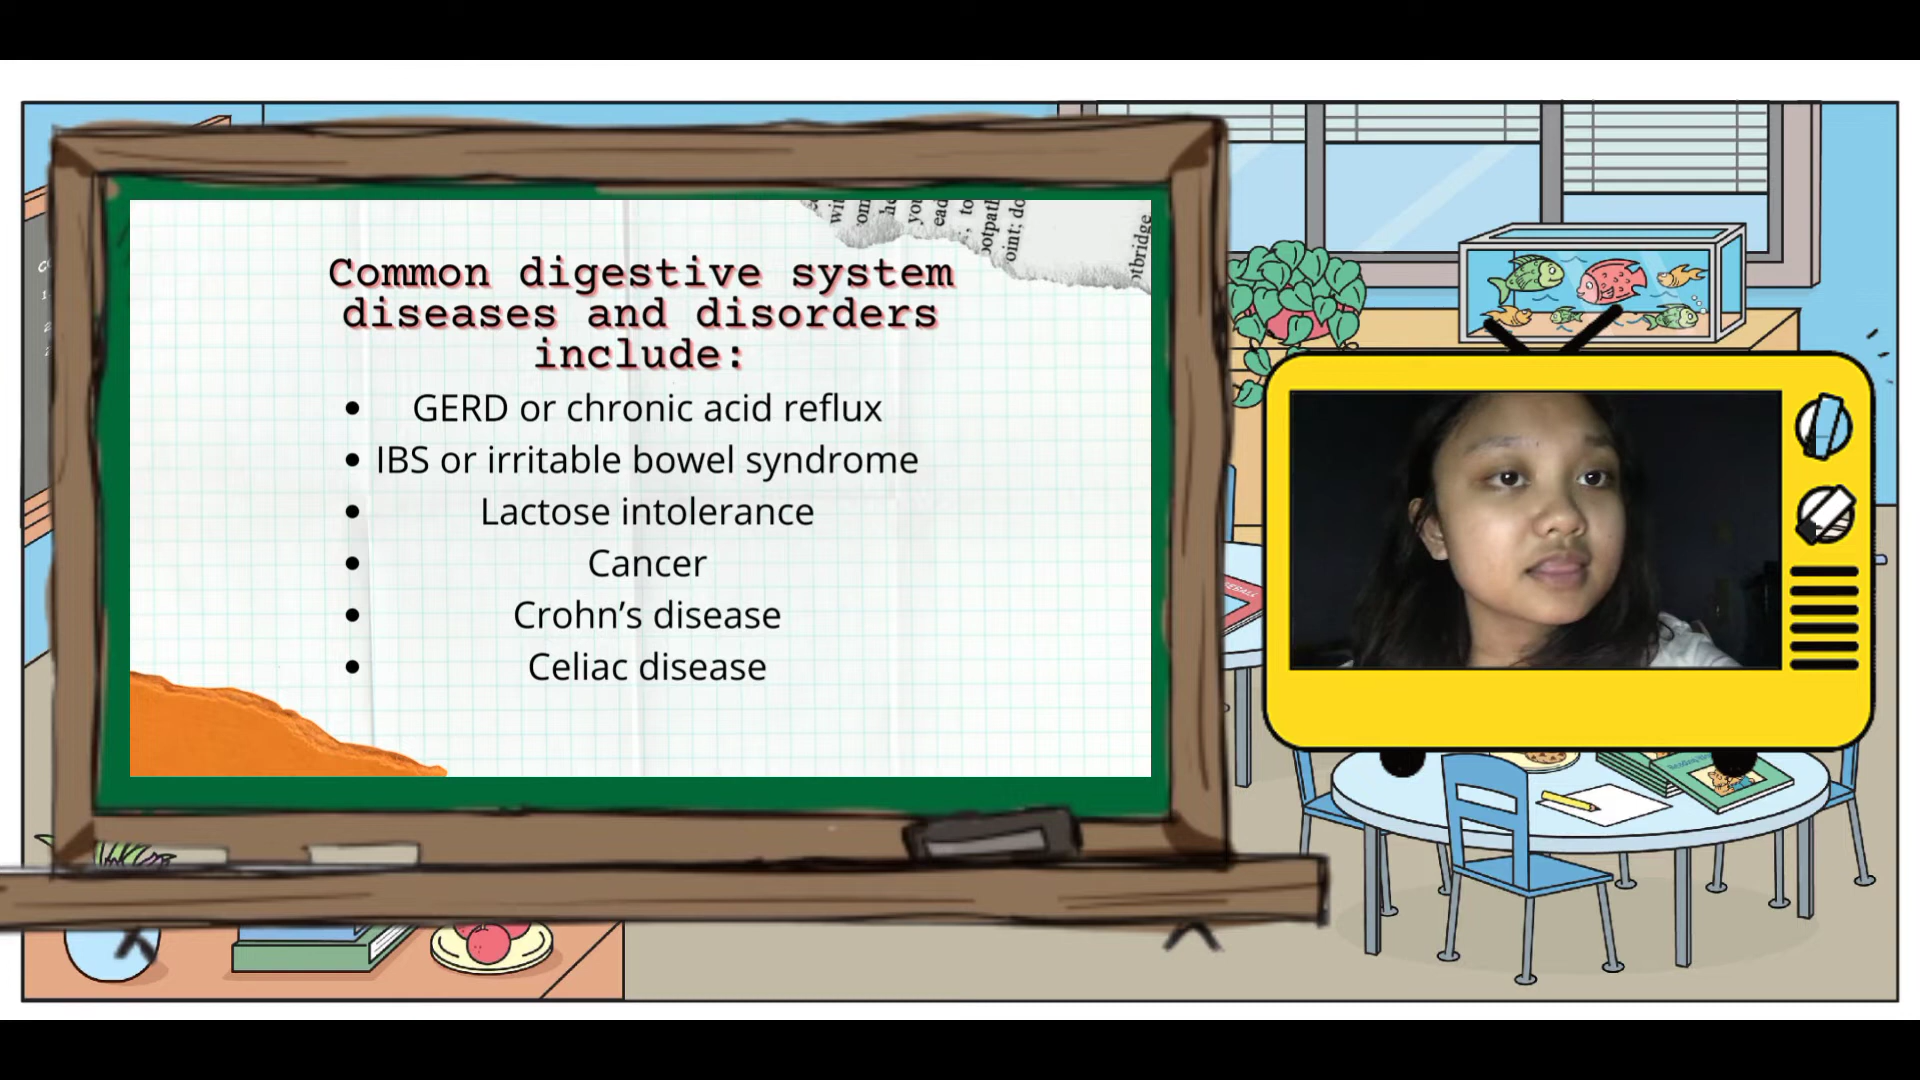 Common digestive system
diseases and disorders
include:
• GERD or chronic acid reflux
• IBS or irritable bowel syndrome
• Lactose intolerance
• Cancer
• Crohn’s disease
• Celiac disease